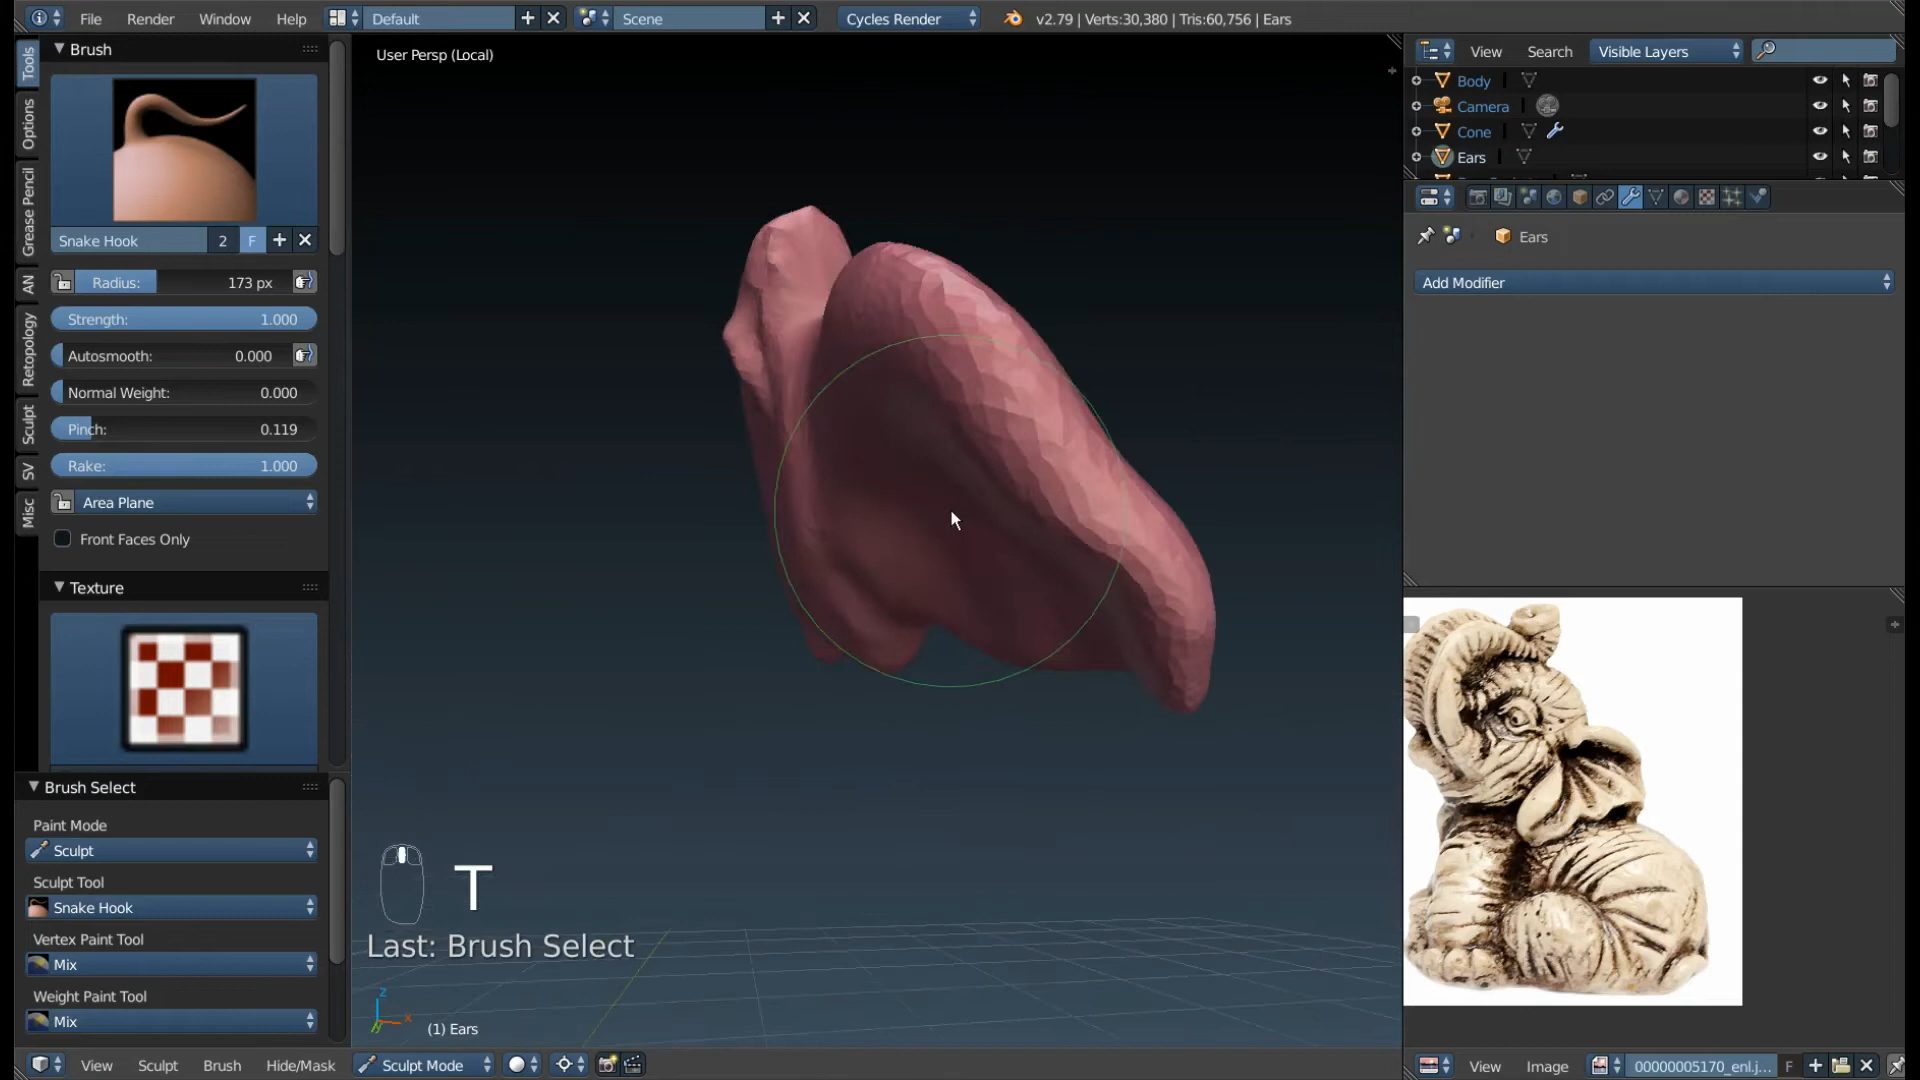 File Render Window Help Default Scene Cycles Render v2.79 | Verts:30,380 | Tris:60,756 | Ears
Tools
Options
Grease Pencil
AN
Retopology
Sculpt
SV
Misc
Brush
Snake Hook 2 F
Radius: 173 px
Strength: 1.000
Autosmooth: 0.000
Normal Weight: 0.000
Pinch: 0.119
Rake: 1.000
Area Plane
Front Faces Only
Texture
Brush Select
Paint Mode
Sculpt
Sculpt Tool
Snake Hook
Vertex Paint Tool
Mix
Weight Paint Tool
Mix
User Persp (Local)
T
Last: Brush Select
z
x
y
(1) Ears
View Sculpt Brush Hide/Mask Sculpt Mode
View Search Visible Layers
Body
Camera
Cone
Ears
Ears
Add Modifier
View Image 00000005170_enl.j... F